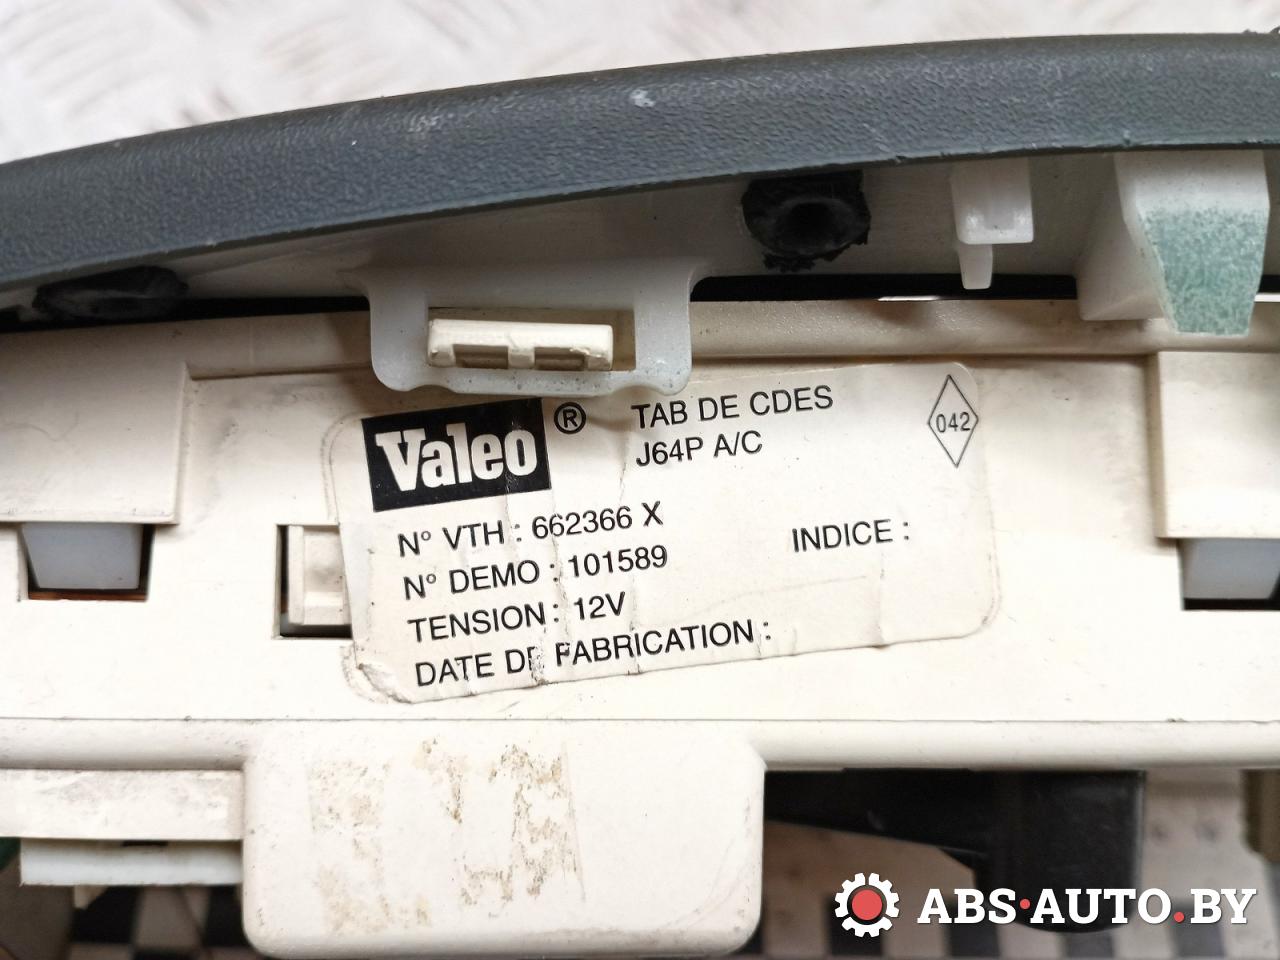 Valeo ®
TAB DE CDES
J64P A/C
042
N° VTH : 662366 X
N° DEMO : 101589
INDICE :
TENSION : 12V
DATE DE FABRICATION :
ABS·AUTO.BY